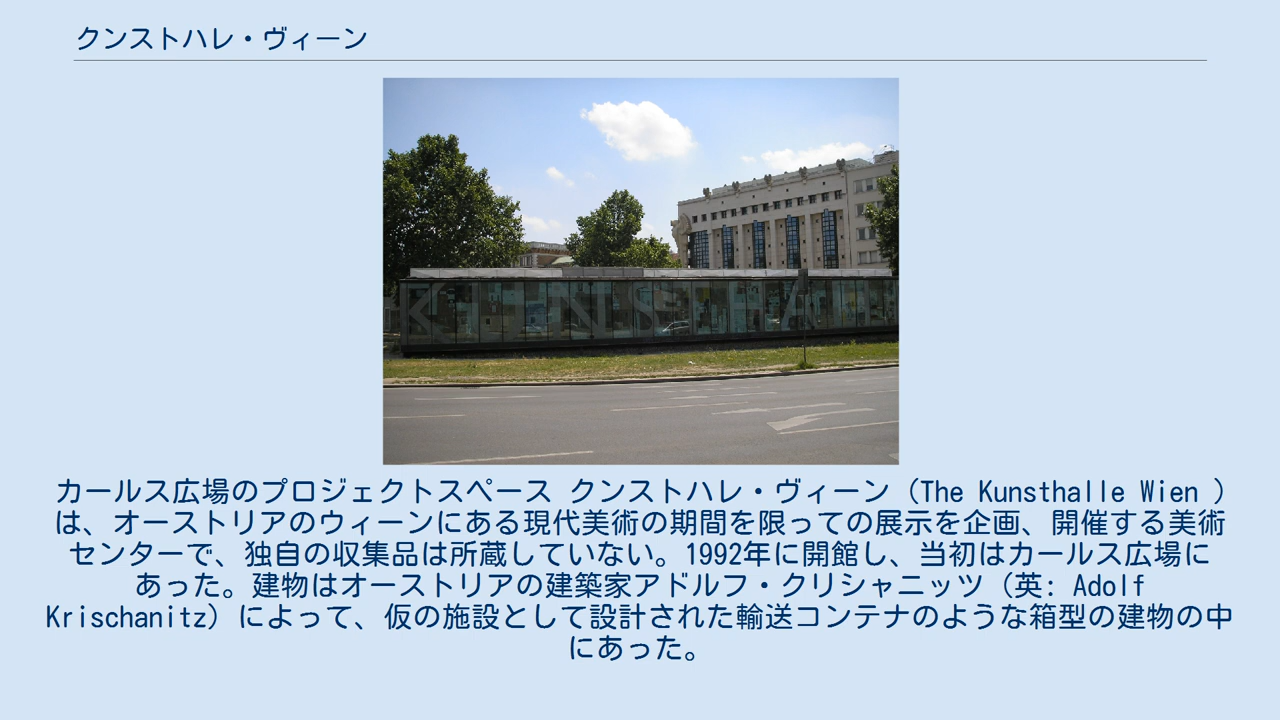 クンストハレ・ヴィーン
KUNSTHA
カールス広場のプロジェクトスペース クンストハレ・ヴィーン（The Kunsthalle Wien ）
は、オーストリアのウィーンにある現代美術の期間を限っての展示を企画、開催する美術
センターで、独自の収集品は所蔵していない。1992年に開館し、当初はカールス広場に
あった。建物はオーストリアの建築家アドルフ・クリシャニッツ（英: Adolf
Krischanitz）によって、仮の施設として設計された輸送コンテナのような箱型の建物の中
にあった。